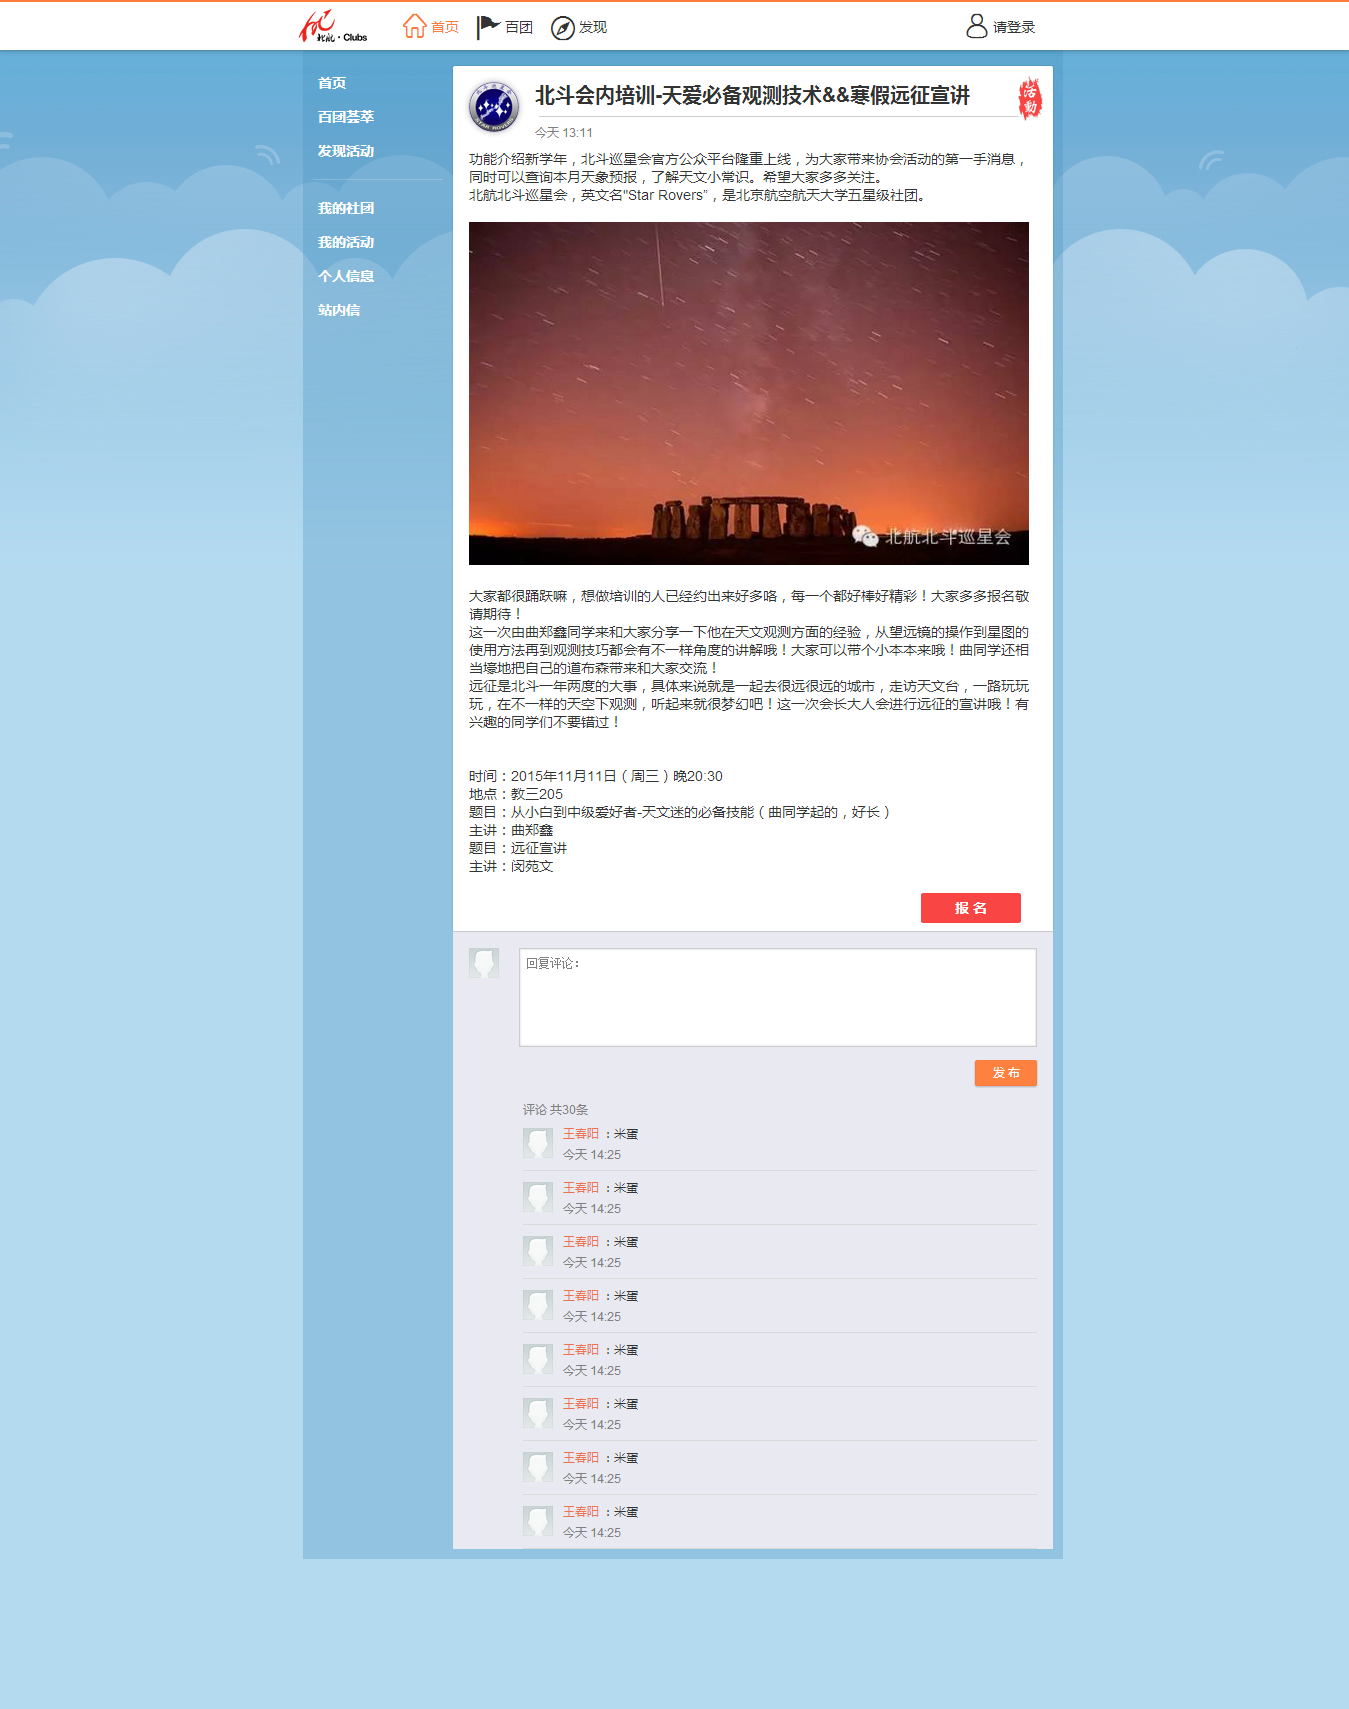 北航·Clubs 首页 百团 发现 请登录
首页
百团荟萃
发现活动
我的社团
我的活动
个人信息
站内信
北斗会内培训-天爱必备观测技术&&寒假远征宣讲
活動
STAR ROVERS
今天 13:11
功能介绍新学年，北斗巡星会官方公众平台隆重上线，为大家带来协会活动的第一手消息，
同时可以查询本月天象预报，了解天文小常识。希望大家多多关注。
北航北斗巡星会，英文名"Star Rovers”，是北京航空航天大学五星级社团。
北航北斗巡星会
大家都很踊跃嘛，想做培训的人已经约出来好多咯，每一个都好棒好精彩！大家多多报名敬
请期待！
这一次由曲郑鑫同学来和大家分享一下他在天文观测方面的经验，从望远镜的操作到星图的
使用方法再到观测技巧都会有不一样角度的讲解哦！大家可以带个小本本来哦！曲同学还相
当壕地把自己的道布森带来和大家交流！
远征是北斗一年两度的大事，具体来说就是一起去很远很远的城市，走访天文台，一路玩玩
玩，在不一样的天空下观测，听起来就很梦幻吧！这一次会长大人会进行远征的宣讲哦！有
兴趣的同学们不要错过！
时间：2015年11月11日（周三）晚20:30
地点：教三205
题目：从小白到中级爱好者-天文迷的必备技能（曲同学起的，好长）
主讲：曲郑鑫
题目：远征宣讲
主讲：闵苑文
报 名
回复评论：
发 布
评论 共30条
王春阳 ：米蛋
今天 14:25
王春阳 ：米蛋
今天 14:25
王春阳 ：米蛋
今天 14:25
王春阳 ：米蛋
今天 14:25
王春阳 ：米蛋
今天 14:25
王春阳 ：米蛋
今天 14:25
王春阳 ：米蛋
今天 14:25
王春阳 ：米蛋
今天 14:25